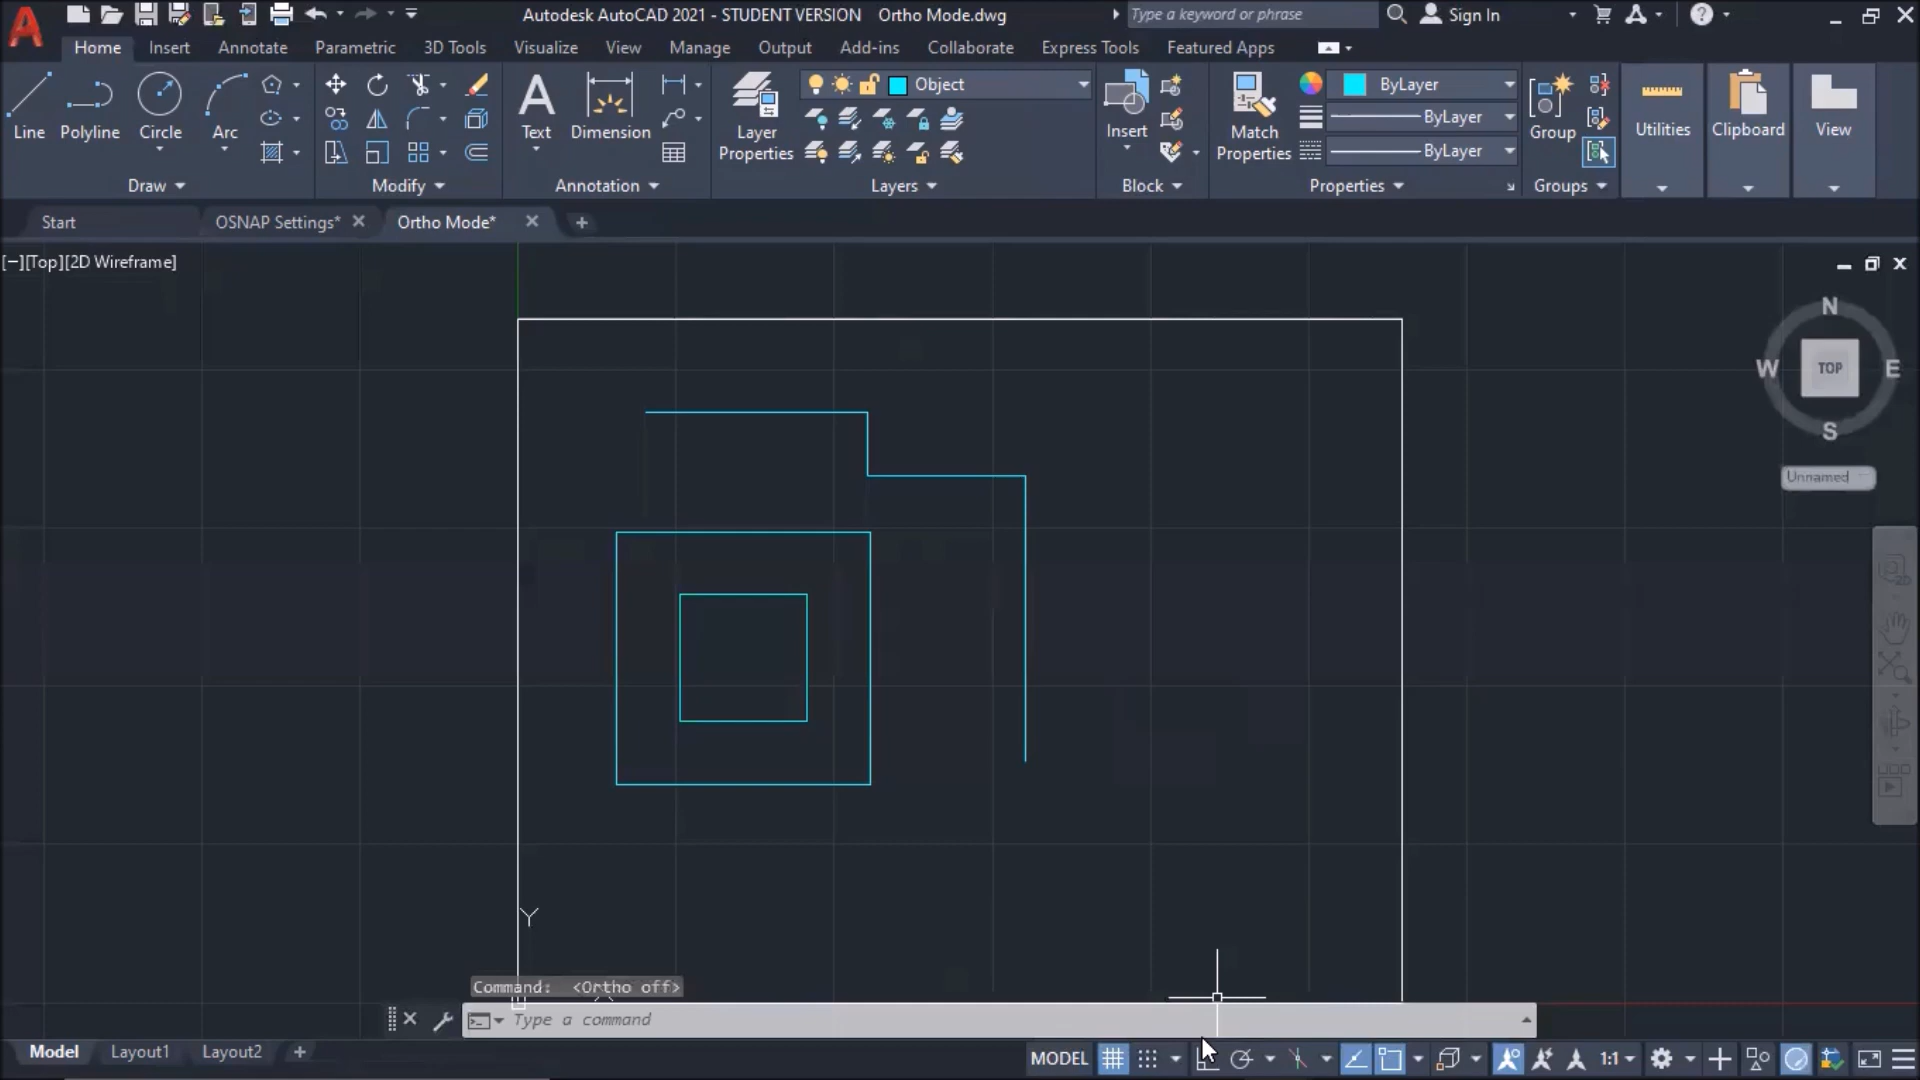 Autodesk AutoCAD 2021 - STUDENT VERSION Ortho Mode.dwg
Type a keyword or phrase
Sign In
Home Insert Annotate Parametric 3D Tools Visualize View Manage Output Add-ins Collaborate Express Tools Featured Apps
Line Polyline Circle Arc
Text Dimension
Layer Properties
Object
Insert
Match Properties
ByLayer
ByLayer
ByLayer
Group
Utilities
Clipboard
View
Draw Modify Annotation Layers Block Properties Groups
Start OSNAP Settings* Ortho Mode*
[−][Top][2D Wireframe]
N
W TOP E
S
Unnamed
2D
Y
Command: <Ortho off>
Type a command
Model Layout1 Layout2
MODEL
1:1